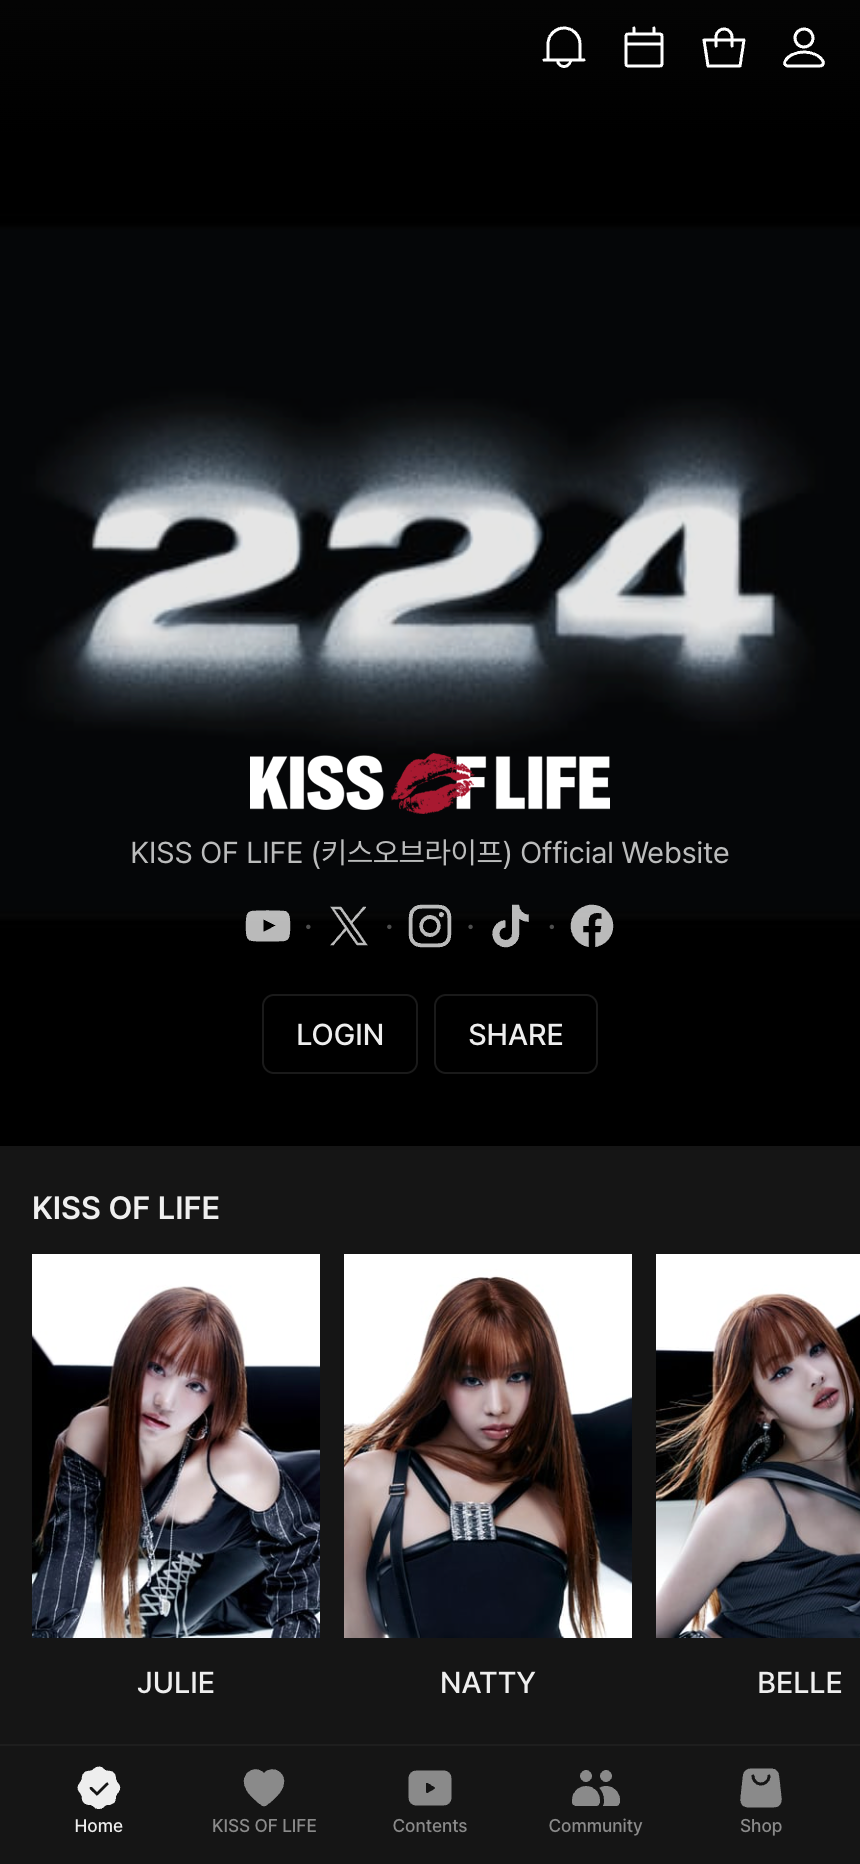 224
KISS OF LIFE
KISS OF LIFE (키스오브라이프) Official Website
LOGIN
SHARE
KISS OF LIFE
JULIE
NATTY
BELLE
Home
KISS OF LIFE
Contents
Community
Shop